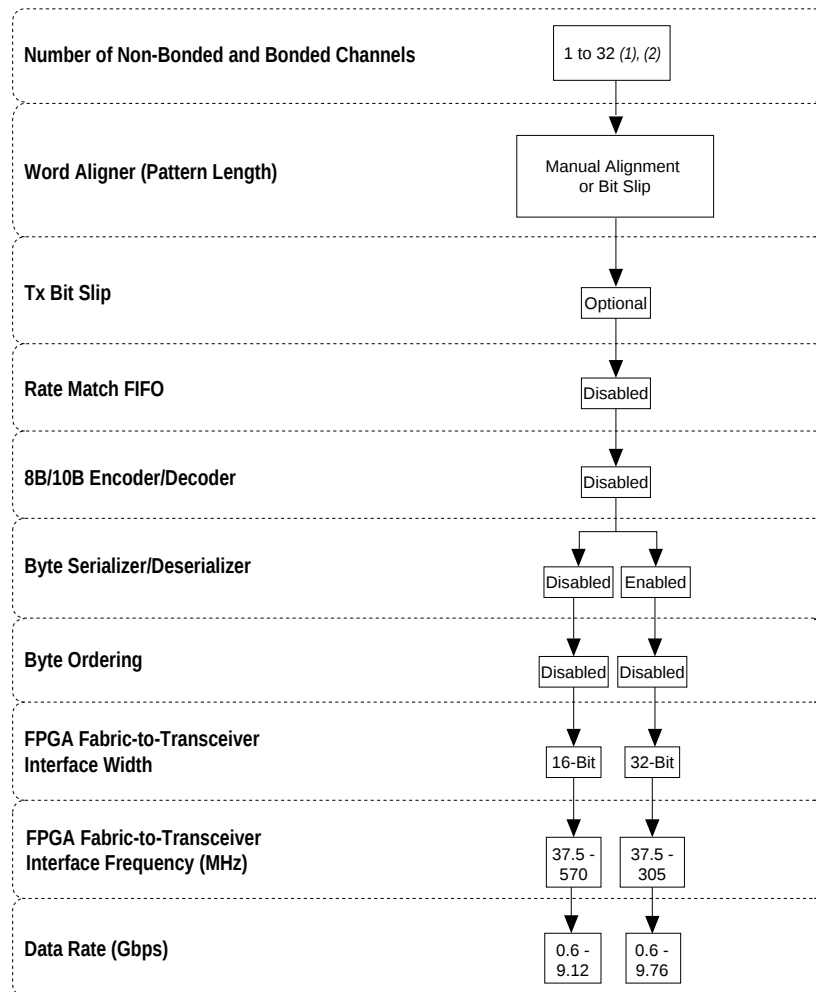 Number of Non-Bonded and Bonded Channels
1 to 32 (1), (2)
Word Aligner (Pattern Length)
Manual Alignment
or Bit Slip
Tx Bit Slip
Optional
Rate Match FIFO
Disabled
8B/10B Encoder/Decoder
Disabled
Byte Serializer/Deserializer
Disabled
Enabled
Byte Ordering
Disabled
Disabled
FPGA Fabric-to-Transceiver
Interface Width
16-Bit
32-Bit
FPGA Fabric-to-Transceiver
Interface Frequency (MHz)
37.5 -
570
37.5 -
305
Data Rate (Gbps)
0.6 -
9.12
0.6 -
9.76